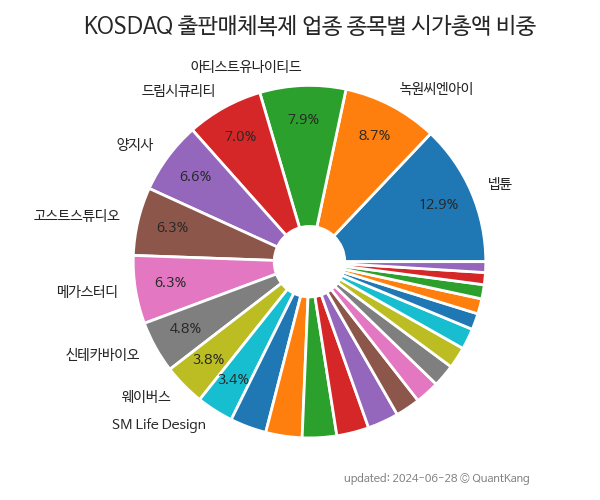 KOSDAQ 출판매체복제 업종 종목별 시가총액 비중
넵튠
12.9%
녹원씨엔아이
8.7%
아티스트유나이티드
7.9%
드림시큐리티
7.0%
양지사
6.6%
고스트스튜디오
6.3%
메가스터디
6.3%
신테카바이오
4.8%
웨이버스
3.8%
SM Life Design
3.4%
updated: 2024-06-28 © QuantKang